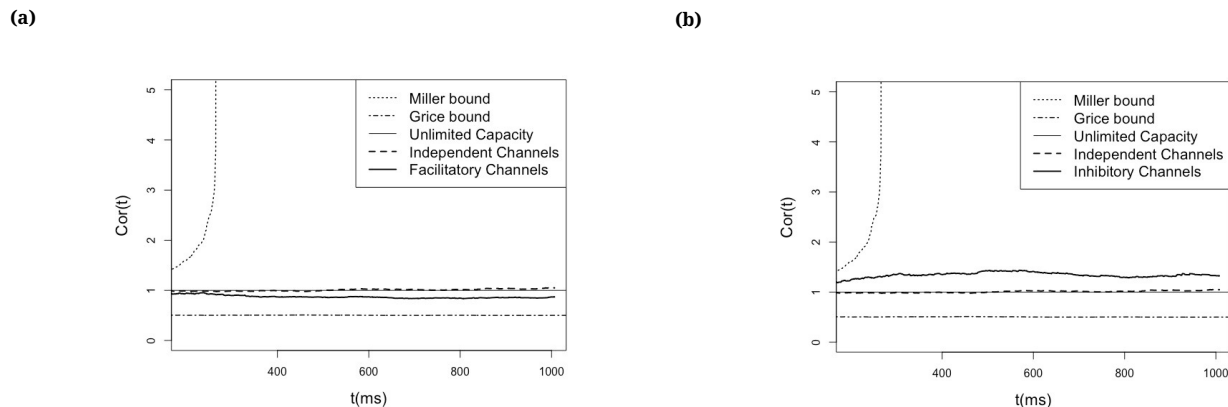 (a)
Cor(t)
5
4
3
2
1
0
Miller bound
Grice bound
Unlimited Capacity
Independent Channels
Facilitatory Channels
400
600
800
1000
t(ms)
(b)
Cor(t)
5
4
3
2
1
0
Miller bound
Grice bound
Unlimited Capacity
Independent Channels
Inhibitory Channels
400
600
800
1000
t(ms)